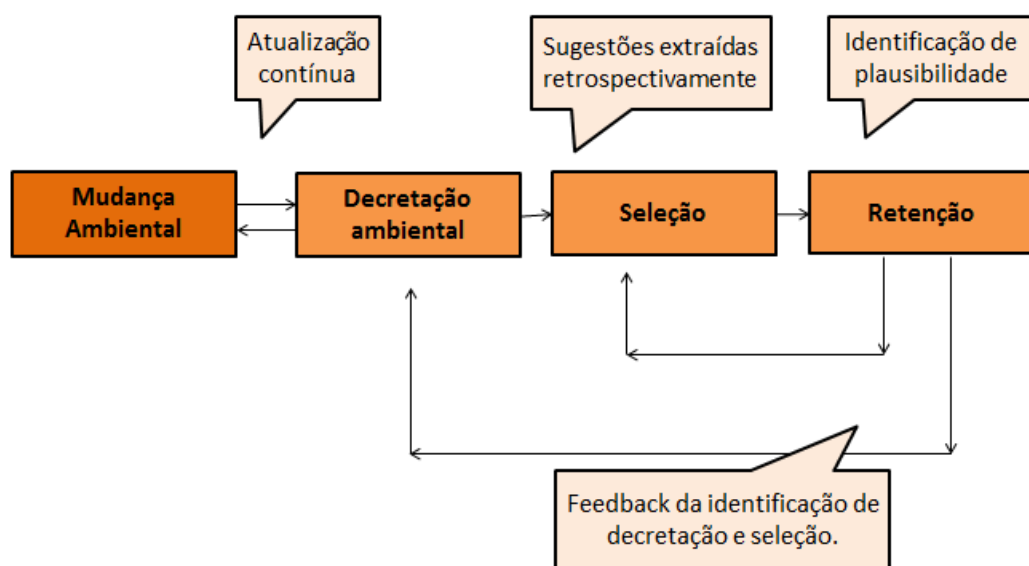 Atualização
contínua
Sugestões extraídas
retrospectivamente
Identificação de
plausibilidade
Mudança
Ambiental
Decretação
ambiental
Seleção
Retenção
Feedback da identificação de
decretação e seleção.